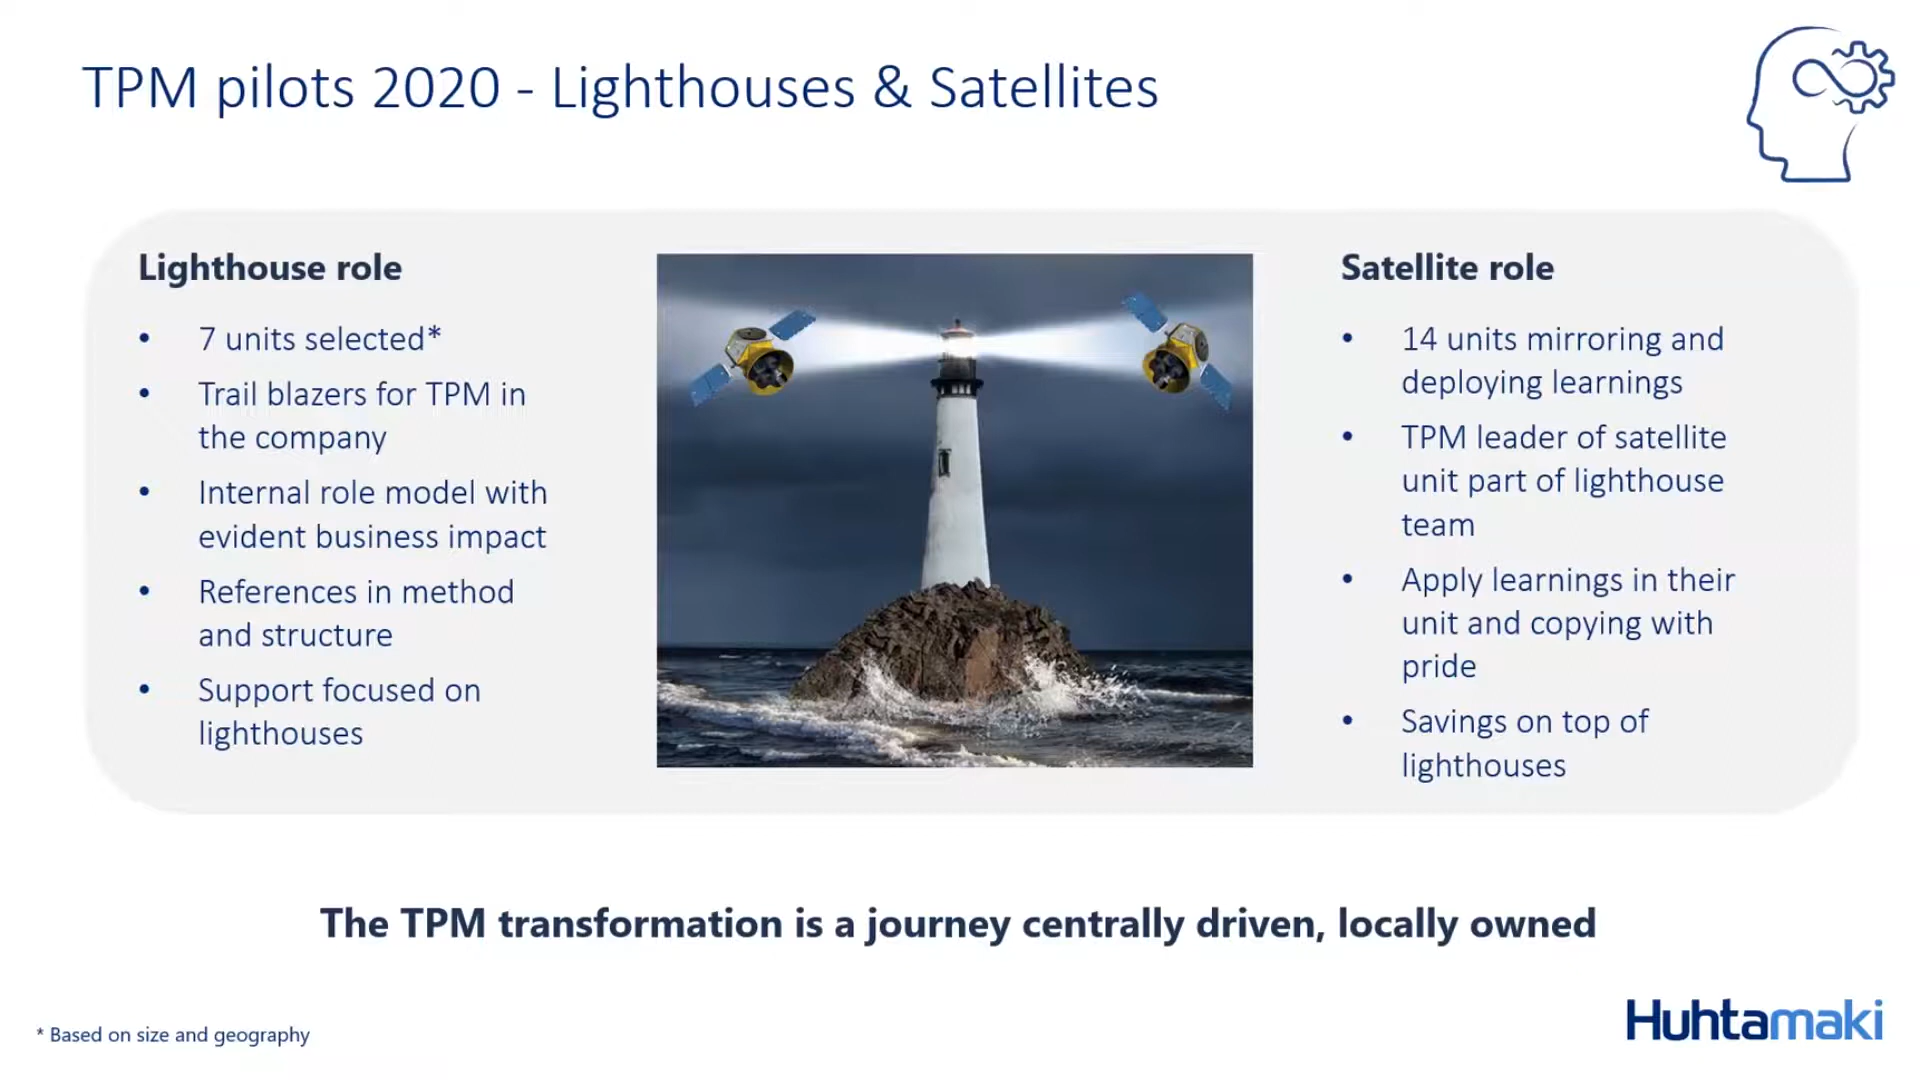 TPM pilots 2020 - Lighthouses & Satellites
Lighthouse role
• 7 units selected*
• Trail blazers for TPM in
the company
• Internal role model with
evident business impact
• References in method
and structure
• Support focused on
lighthouses
Satellite role
• 14 units mirroring and
deploying learnings
• TPM leader of satellite
unit part of lighthouse
team
• Apply learnings in their
unit and copying with
pride
• Savings on top of
lighthouses
The TPM transformation is a journey centrally driven, locally owned
* Based on size and geography
Huhtamaki